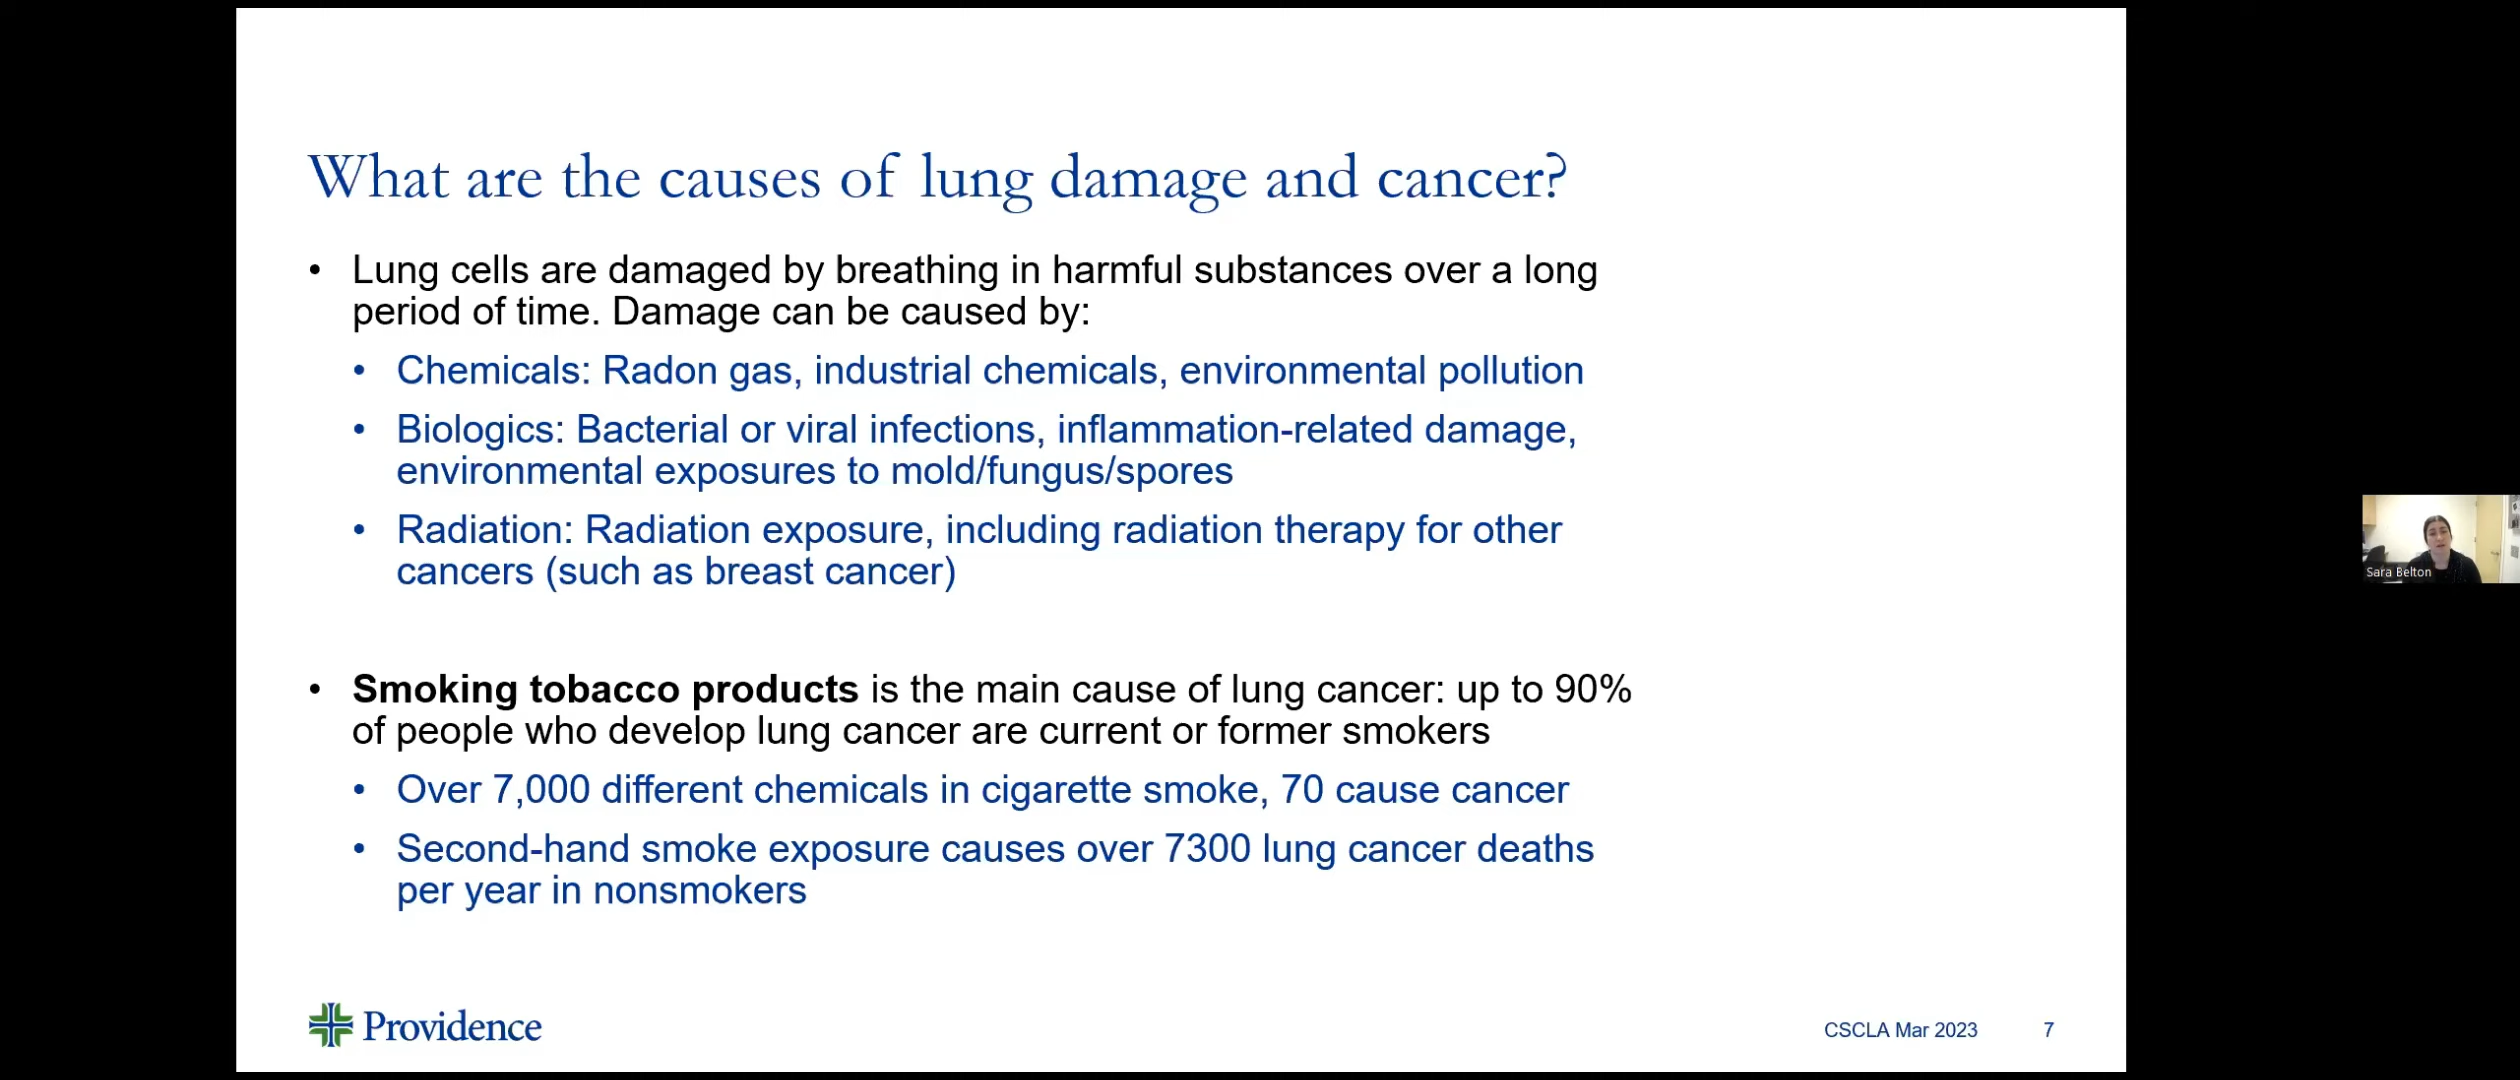 What are the causes of lung damage and cancer?
• Lung cells are damaged by breathing in harmful substances over a long
period of time. Damage can be caused by:
• Chemicals: Radon gas, industrial chemicals, environmental pollution
• Biologics: Bacterial or viral infections, inflammation-related damage,
environmental exposures to mold/fungus/spores
• Radiation: Radiation exposure, including radiation therapy for other
cancers (such as breast cancer)
• Smoking tobacco products is the main cause of lung cancer: up to 90%
of people who develop lung cancer are current or former smokers
• Over 7,000 different chemicals in cigarette smoke, 70 cause cancer
• Second-hand smoke exposure causes over 7300 lung cancer deaths
per year in nonsmokers
Providence
CSCLA Mar 2023 7
Sara Belton